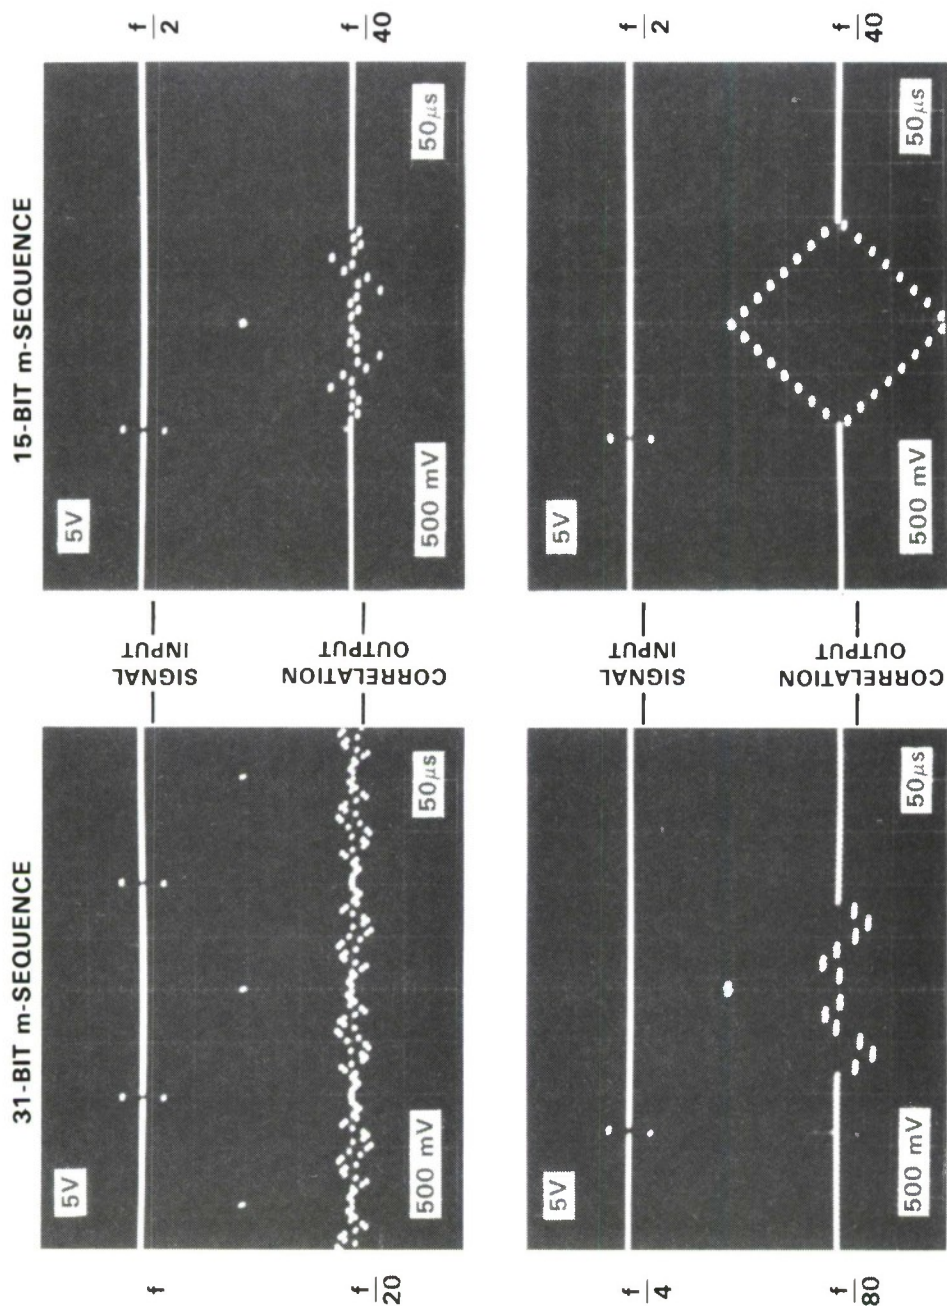 31-BIT m-SEQUENCE
15-BIT m-SEQUENCE
f
5V
SIGNAL
INPUT
5V
f
2
f
20
500 mV
50μs
CORRELATION
OUTPUT
500 mV
50μs
f
40
f
4
5V
SIGNAL
INPUT
5V
f
2
f
80
500 mV
50μs
CORRELATION
OUTPUT
500 mV
50μs
f
40